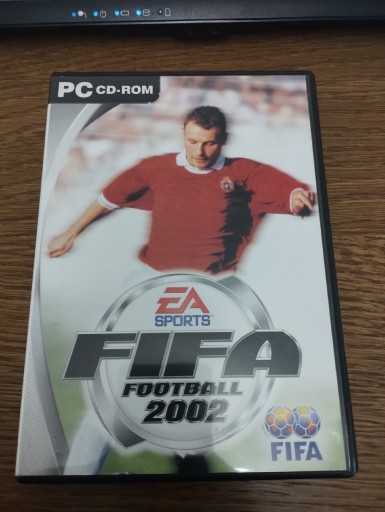 PC CD-ROM
EA
SPORTS
FIFA
FOOTBALL
2002
FIFA